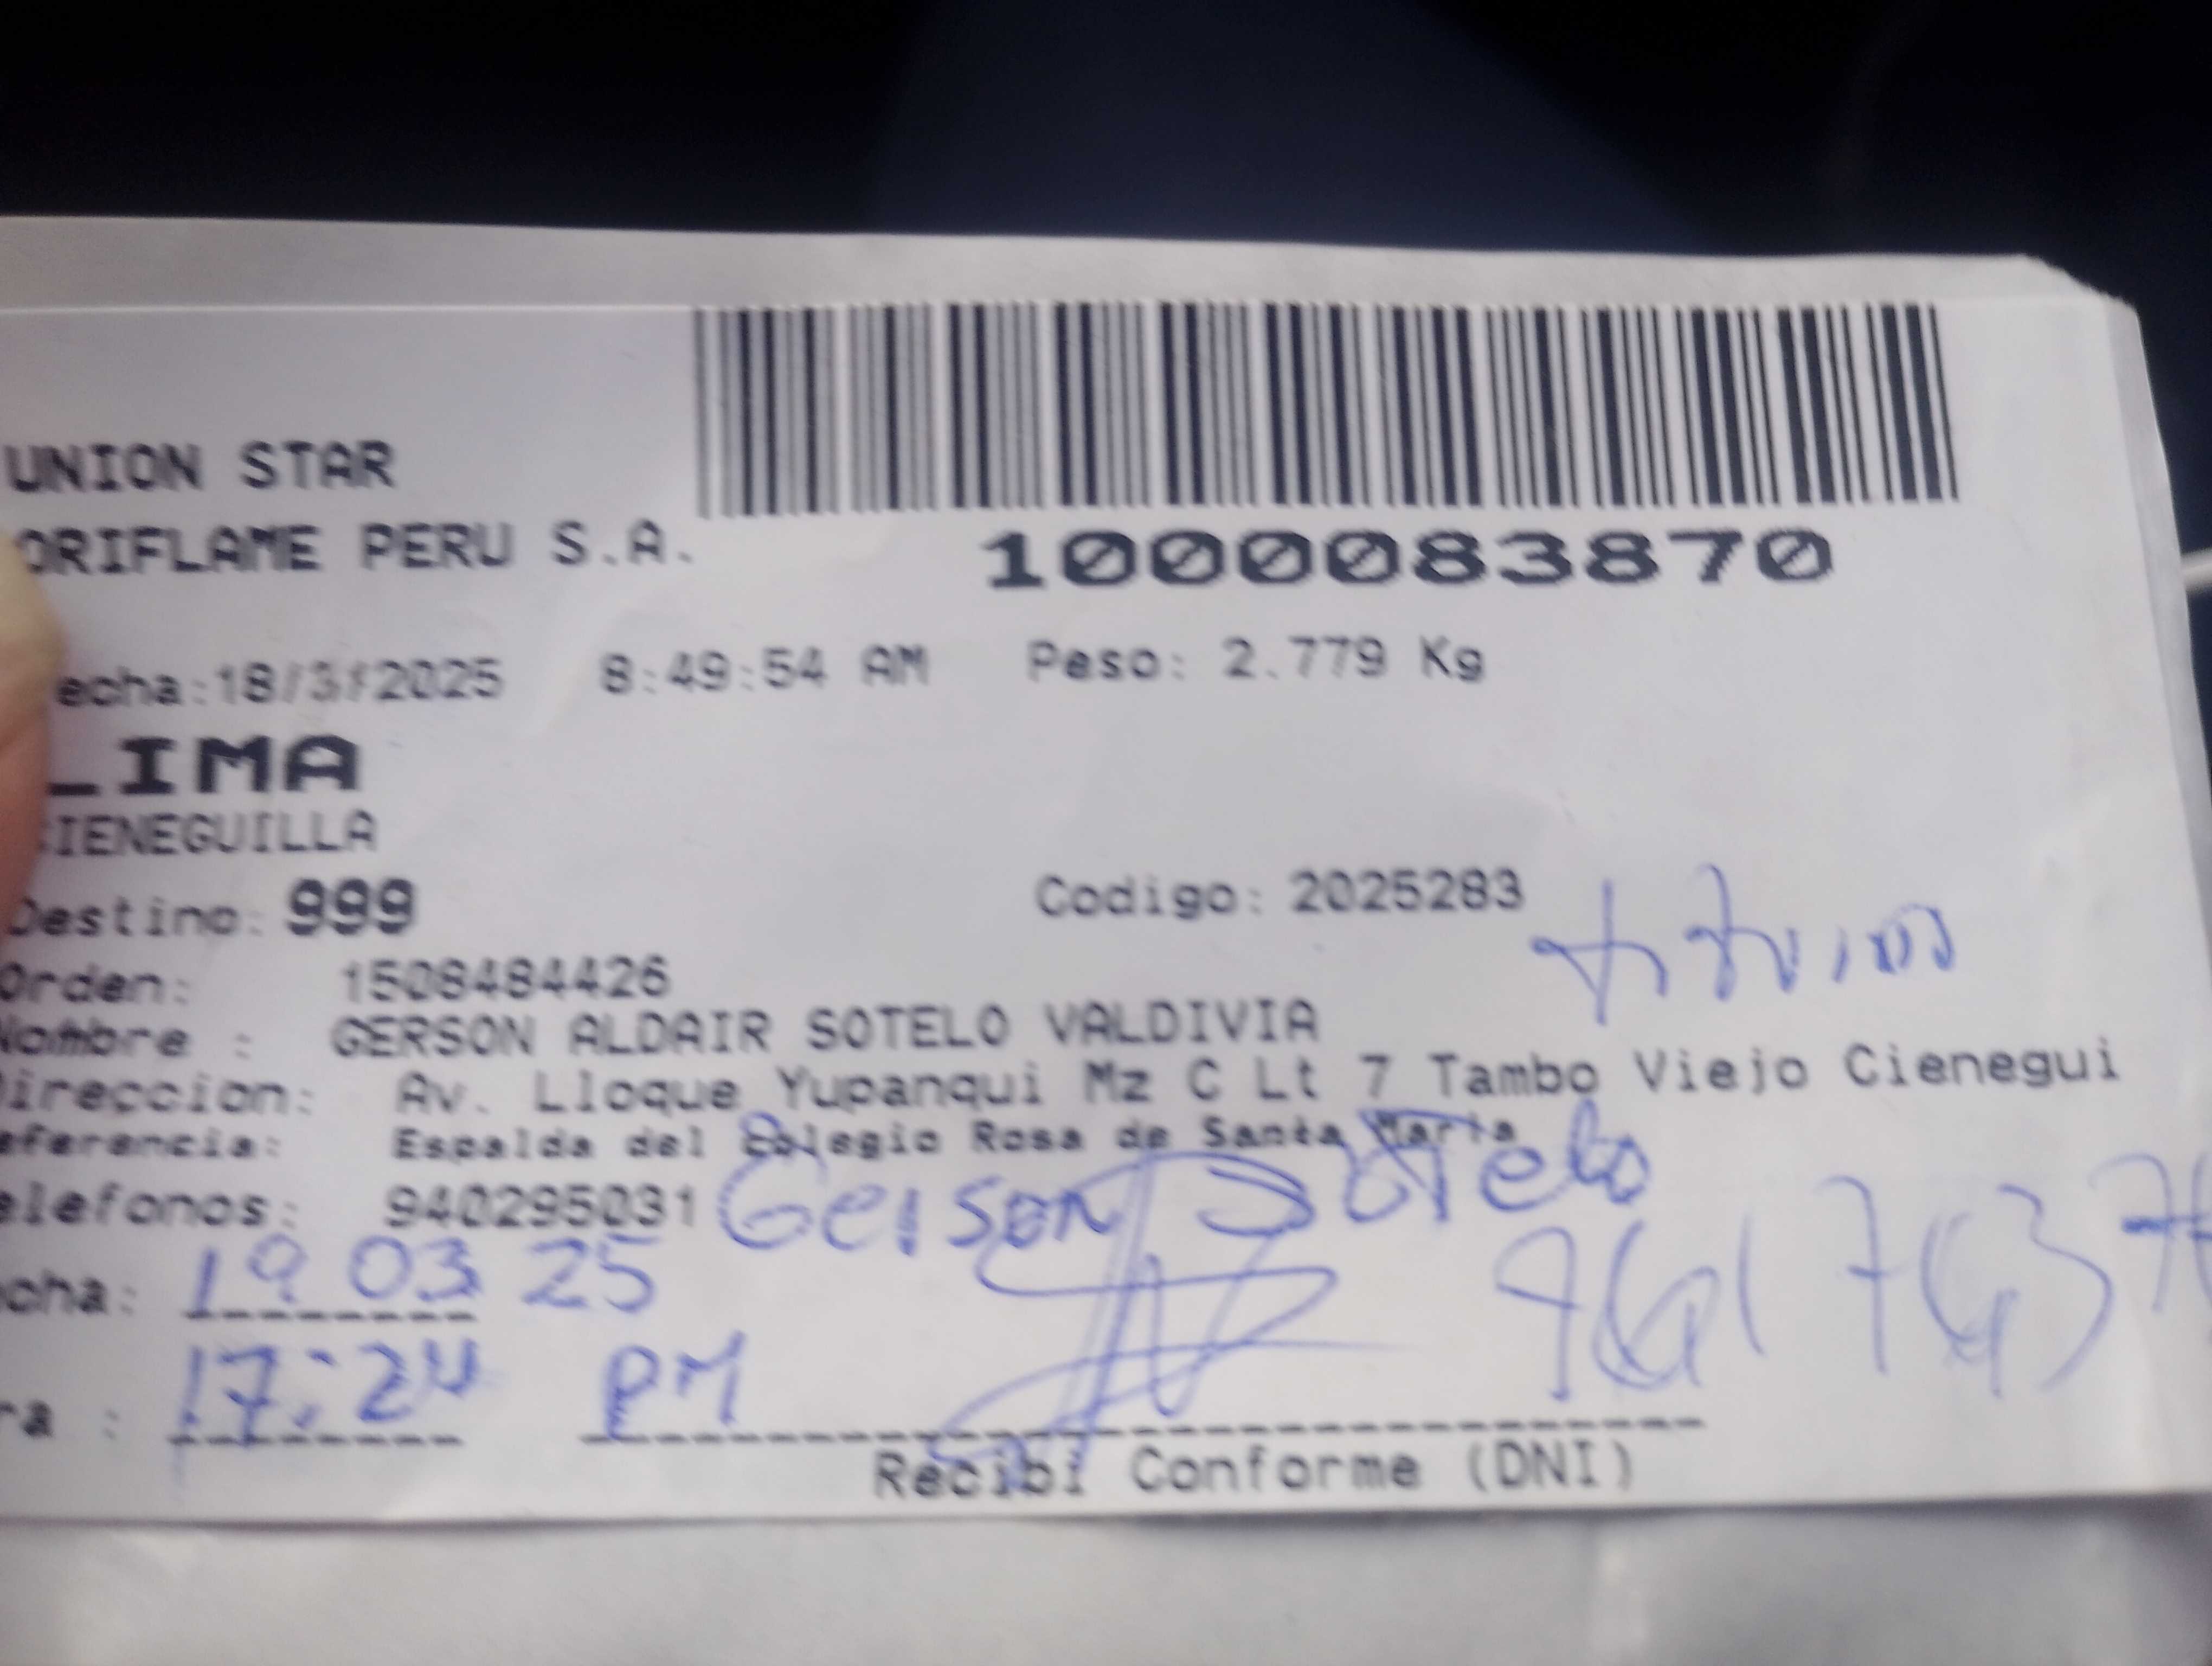 UNION STAR
ORIFLAME PERU S.A.
1000083870
echa:18/3/2025 8:49:54 AM Peso: 2.779 Kg
LIMA
CIENEGUILLA
Destino: 999 Codigo: 2025283
Orden: 1508484426
Nombre : GERSON ALDAIR SOTELO VALDIVIA
Direccion: Av. Lloque Yupanqui Mz C Lt 7 Tambo Viejo Cienegui
eferencia: Espalda del Colegio Rosa de Santa Maria
elefonos: 940295031 Gerson Sotelo
cha: 19 03 25
ra : 17:24 PM
Recibi Conforme (DNI)